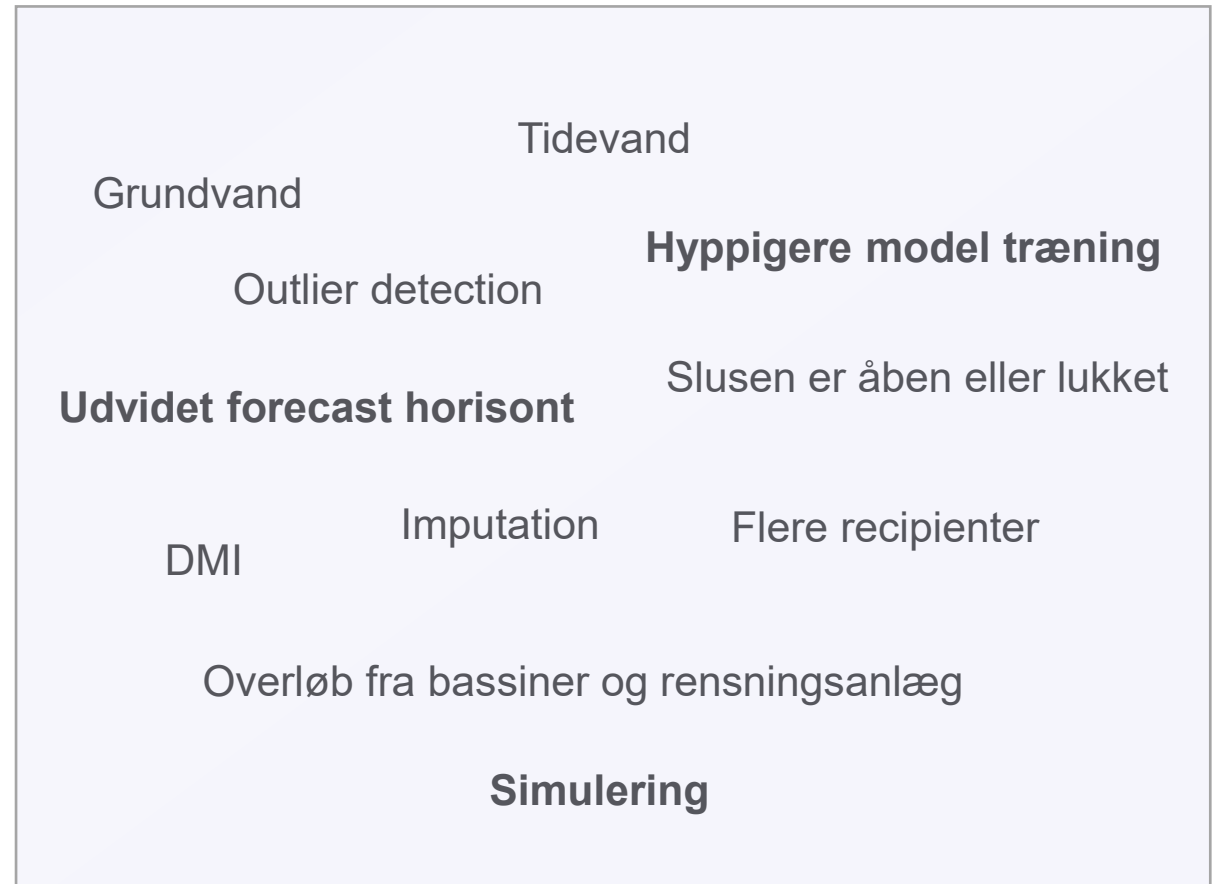 Tidevand
Grundvand
Hyppigere model træning
Outlier detection
Slusen er åben eller lukket
Udvidet forecast horisont
Imputation
Flere recipienter
DMI
Overløb fra bassiner og rensningsanlæg
Simulering